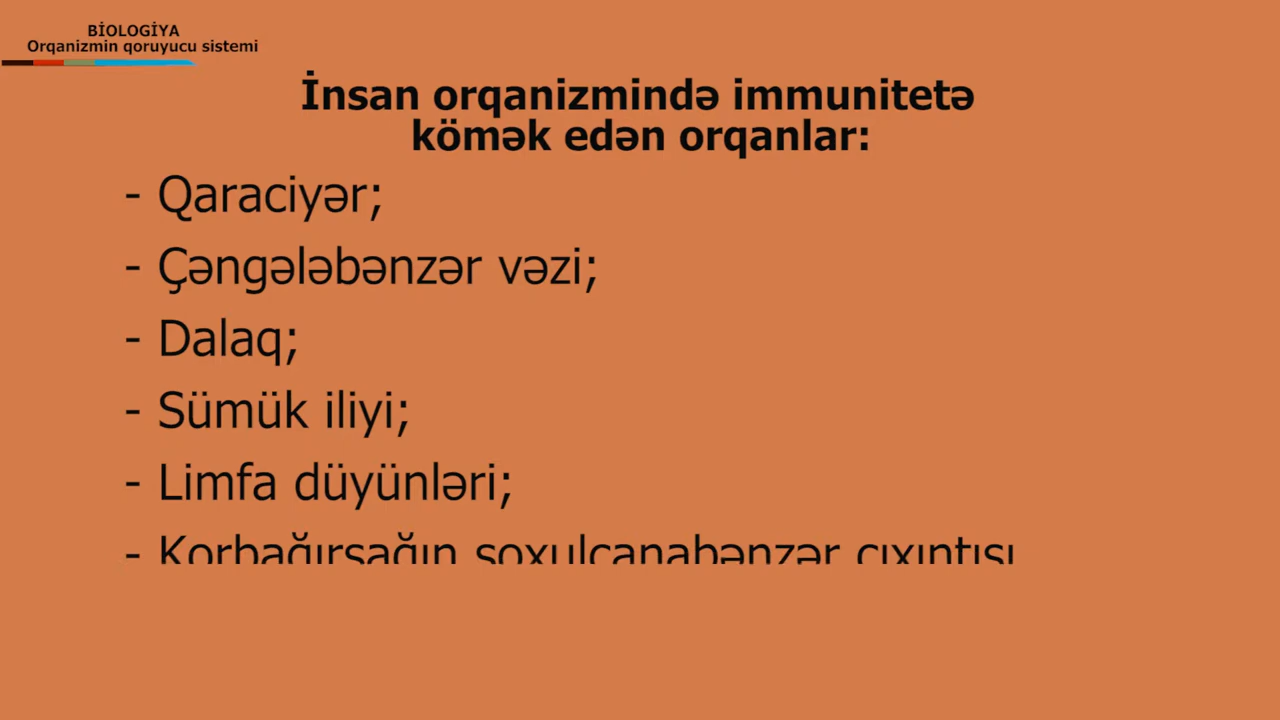 BİOLOGİYA
Orqanizmin qoruyucu sistemi
İnsan orqanizmində immunitetə
kömək edən orqanlar:
- Qaraciyər;
- Çəngələbənzər vəzi;
- Dalaq;
- Sümük iliyi;
- Limfa düyünləri;
- Korbağırsağın soxulcanabənzər çıxıntısı